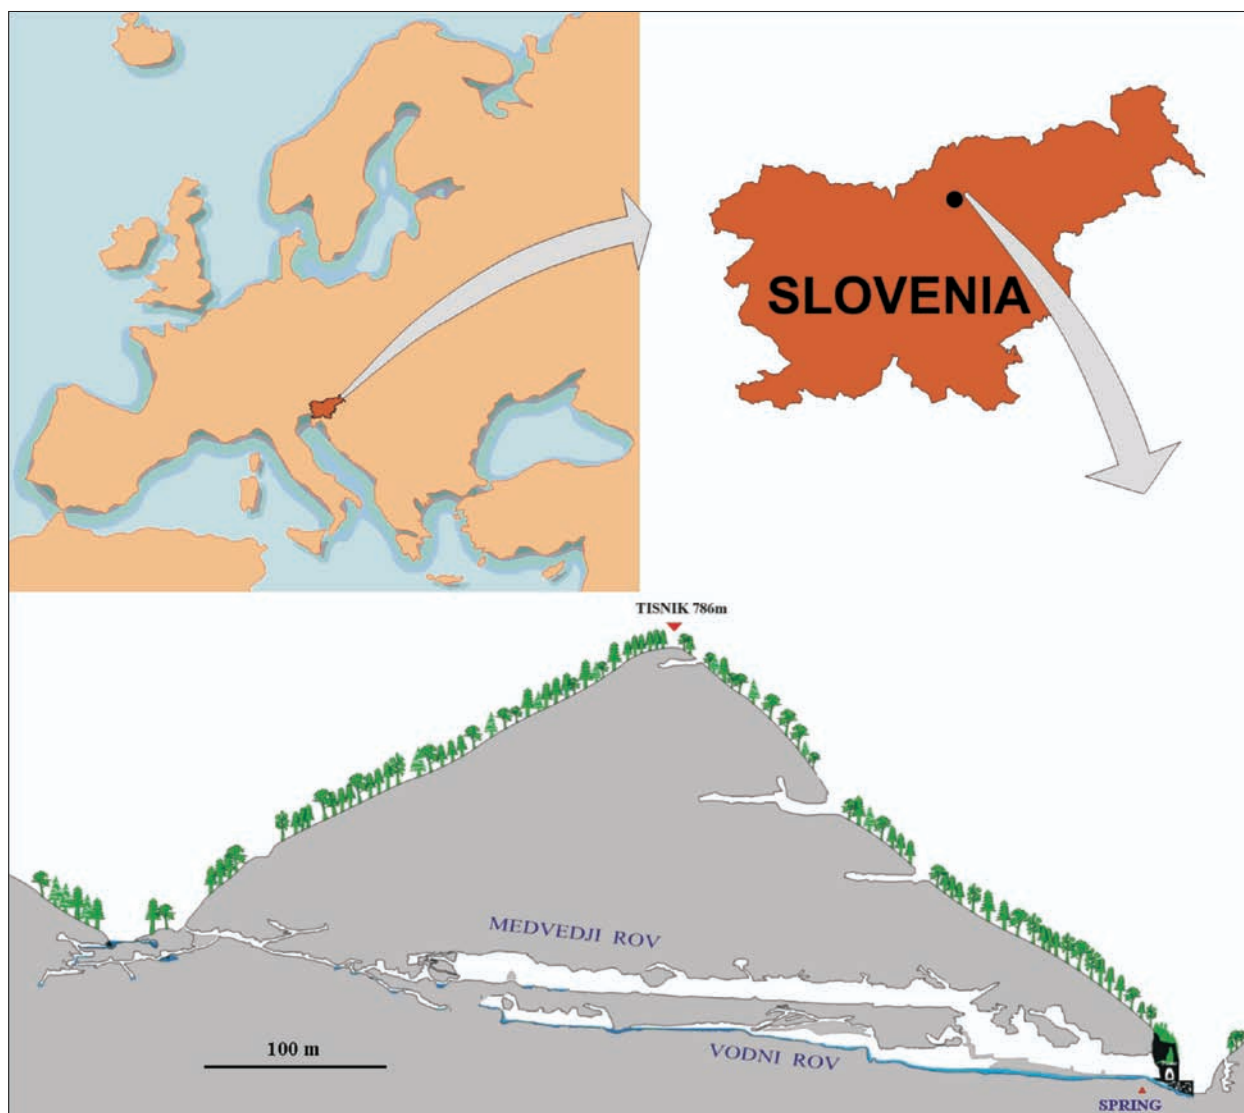 SLOVENIA
TISNIK 786m
MEDVEDJI ROV
100 m
VODNI ROV
SPRING